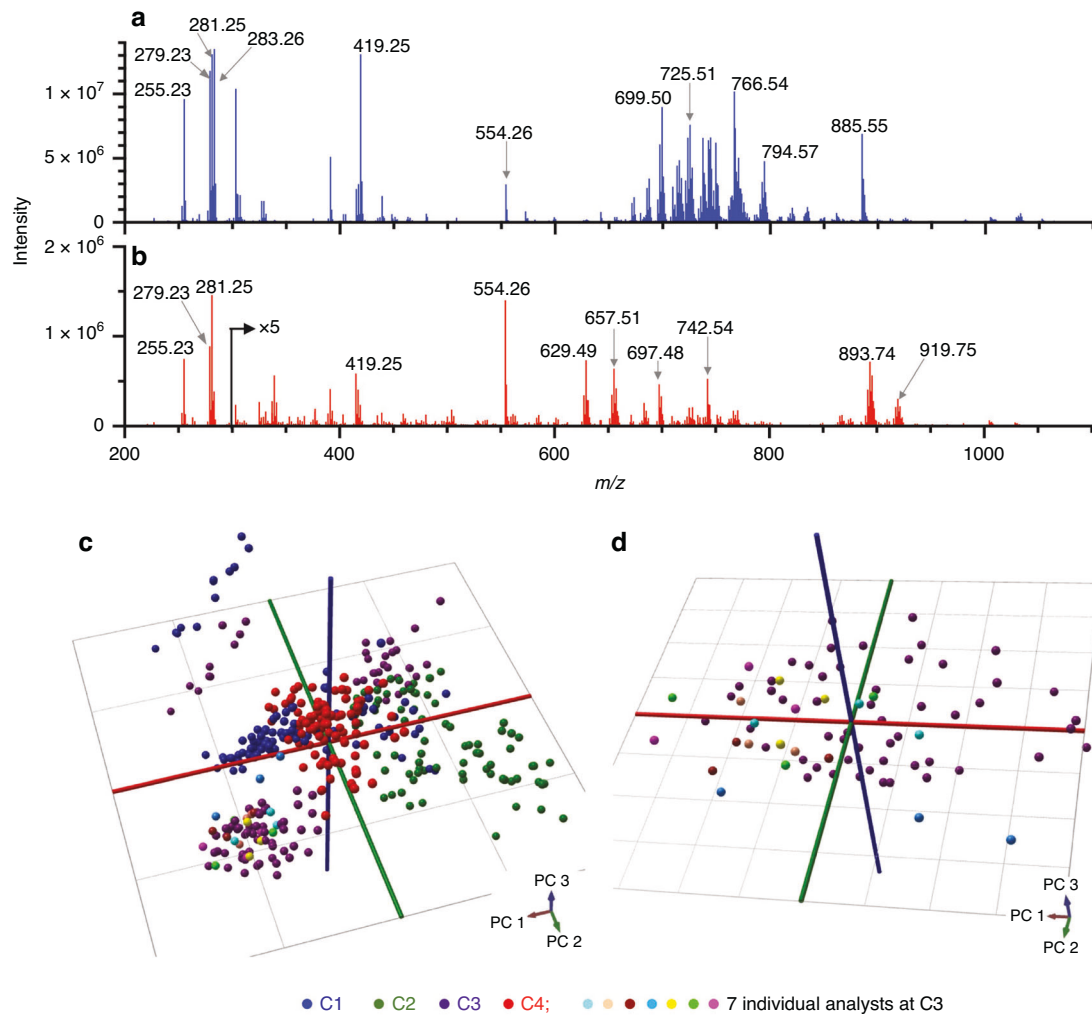 a
281.25
279.23
283.26
255.23
419.25
554.26
699.50
725.51
766.54
794.57
885.55
1 × 10⁷
5 × 10⁶
0
Intensity
b
2 × 10⁶
1 × 10⁶
0
279.23
281.25
255.23
×5
419.25
554.26
629.49
657.51
697.48
742.54
893.74
919.75
200
400
600
800
1000
m/z
c
PC 3
PC 1
PC 2
d
PC 3
PC 1
PC 2
C1 C2 C3 C4; 7 individual analysts at C3